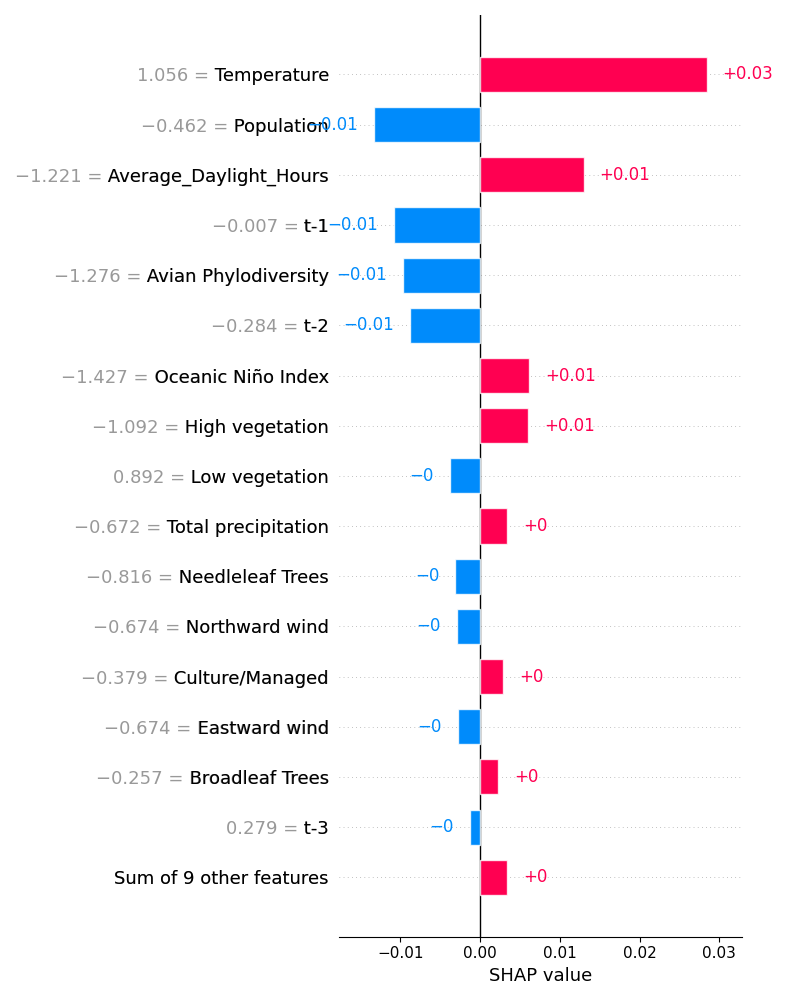 1.056 = Temperature +0.03
−0.462 = Population −0.01
−1.221 = Average_Daylight_Hours +0.01
−0.007 = t-1 −0.01
−1.276 = Avian Phylodiversity −0.01
−0.284 = t-2 −0.01
−1.427 = Oceanic Niño Index +0.01
−1.092 = High vegetation +0.01
0.892 = Low vegetation −0
−0.672 = Total precipitation +0
−0.816 = Needleleaf Trees −0
−0.674 = Northward wind −0
−0.379 = Culture/Managed +0
−0.674 = Eastward wind −0
−0.257 = Broadleaf Trees +0
0.279 = t-3 −0
Sum of 9 other features +0
−0.01 0.00 0.01 0.02 0.03
SHAP value